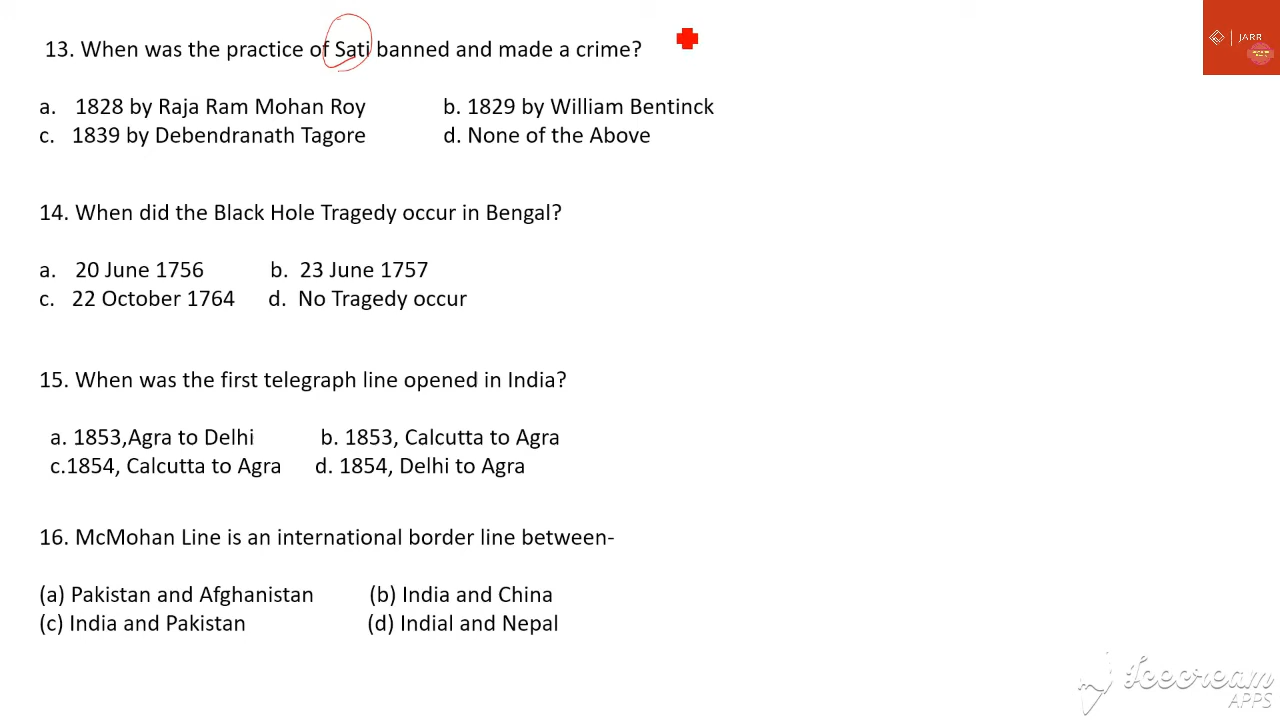 13. When was the practice of Sati banned and made a crime?
JARR
a. 1828 by Raja Ram Mohan Roy b. 1829 by William Bentinck
c. 1839 by Debendranath Tagore d. None of the Above
14. When did the Black Hole Tragedy occur in Bengal?
a. 20 June 1756 b. 23 June 1757
c. 22 October 1764 d. No Tragedy occur
15. When was the first telegraph line opened in India?
a. 1853,Agra to Delhi b. 1853, Calcutta to Agra
c.1854, Calcutta to Agra d. 1854, Delhi to Agra
16. McMohan Line is an international border line between-
(a) Pakistan and Afghanistan (b) India and China
(c) India and Pakistan (d) Indial and Nepal
Icecream
APPS